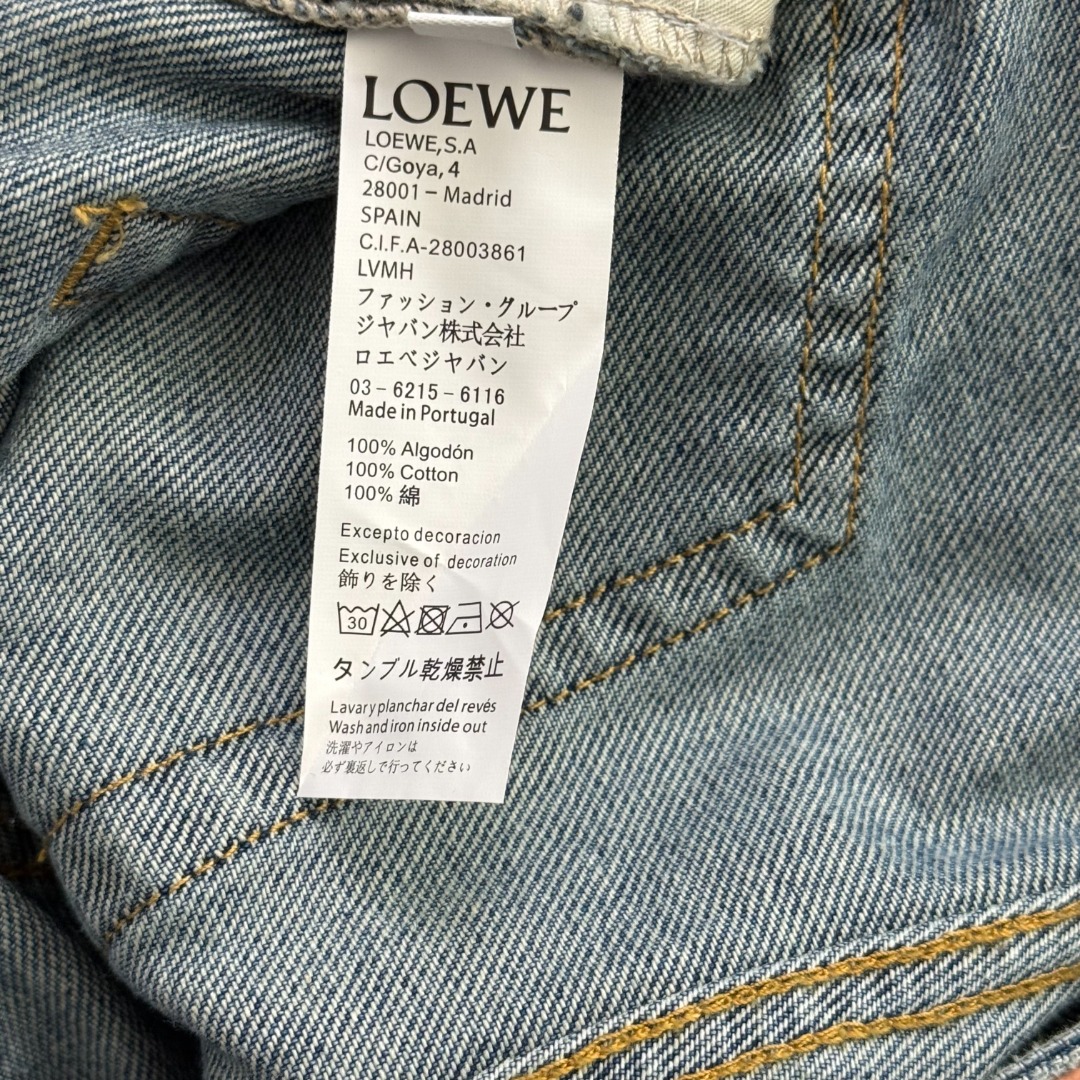 LOEWE
LOEWE,S.A
C/Goya, 4
28001 – Madrid
SPAIN
C.I.F.A-28003861
LVMH
ファッション・グループ
ジャバン株式会社
ロエベジャバン
03 – 6215 – 6116
Made in Portugal
100% Algodón
100% Cotton
100% 綿
Excepto decoracion
Exclusive of decoration
飾りを除く
30
タンブル乾燥禁止
Lavar y planchar del revés
Wash and iron inside out
洗濯やアイロンは
必ず裏返しで行ってください